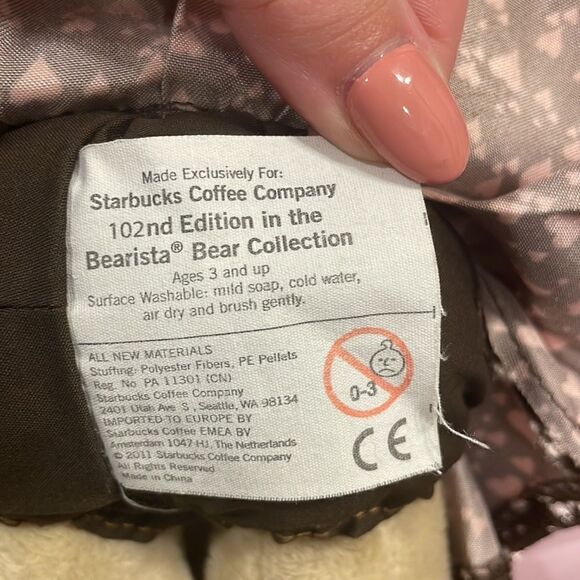 Made Exclusively For:
Starbucks Coffee Company
102nd Edition in the
Bearista® Bear Collection
Ages 3 and up
Surface Washable: mild soap, cold water,
air dry and brush gently.
ALL NEW MATERIALS
Stuffing: Polyester Fibers, PE Pellets
Reg. No PA 11301 (CN)
Starbucks Coffee Company
2401 Utah Ave S., Seattle, WA 98134
IMPORTED TO EUROPE BY
Starbucks Coffee EMEA BV
Amsterdam 1047 HJ, The Netherlands
© 2011 Starbucks Coffee Company
All Rights Reserved
Made in China
0-3
CE